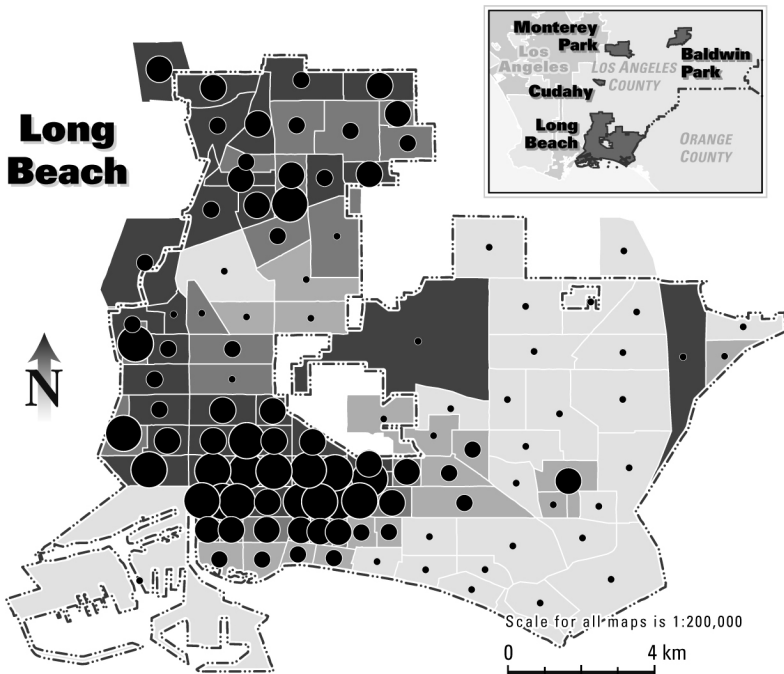 Long
Beach
Monterey
Park
Los
Angeles
LOS ANGELES
COUNTY
Baldwin
Park
Cudahy
Long
Beach
ORANGE
COUNTY
N
Scale for all maps is 1:200,000
0 4 km